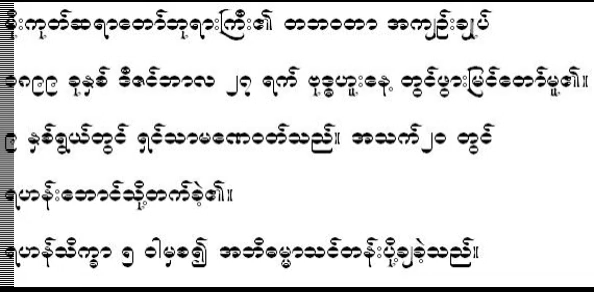 မိုးကုတ်ဆရာတော်ဘုရားကြီး၏ တဘဝတာ အကျဉ်းချုပ်
၁၈၉၉ ခုနှစ် ဒီဇင်ဘာလ ၂၇ ရက် ဗုဒ္ဓဟူးနေ့ တွင်ဖွားမြင်တော်မူ၏။
၉ နှစ်ရွယ်တွင် ရှင်သာမဏေဝတ်သည်။ အသက်၂၀ တွင်
ရဟန်းဘောင်သို့တက်ခဲ့၏။
ရဟန်သိက္ခာ ၅ ဝါမှစ၍ အဘိဓမ္မာသင်တန်းပို့ချခဲ့သည်။